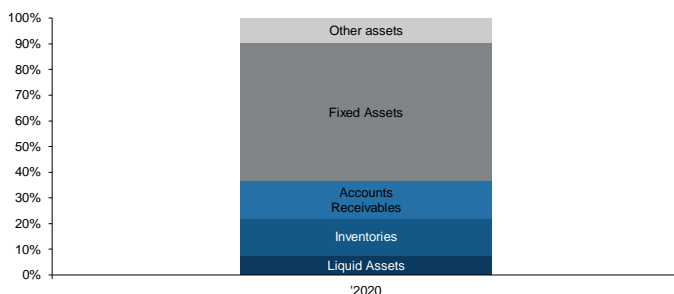 100%
90%
80%
70%
60%
50%
40%
30%
20%
10%
0%
Other assets
Fixed Assets
Accounts
Receivables
Inventories
Liquid Assets
'2020